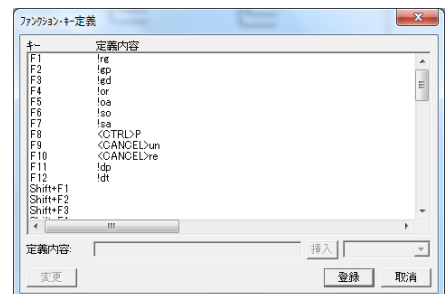 ファンクション・キー定義
キー 定義内容
F1 !rg
F2 !gp
F3 !gd
F4 !or
F5 !oa
F6 !so
F7 !sa
F8 <CTRL>P
F9 <CANCEL>un
F10 <CANCEL>re
F11 !dp
F12 !dt
Shift+F1
Shift+F2
Shift+F3
定義内容: 挿入
変更 登録 取消